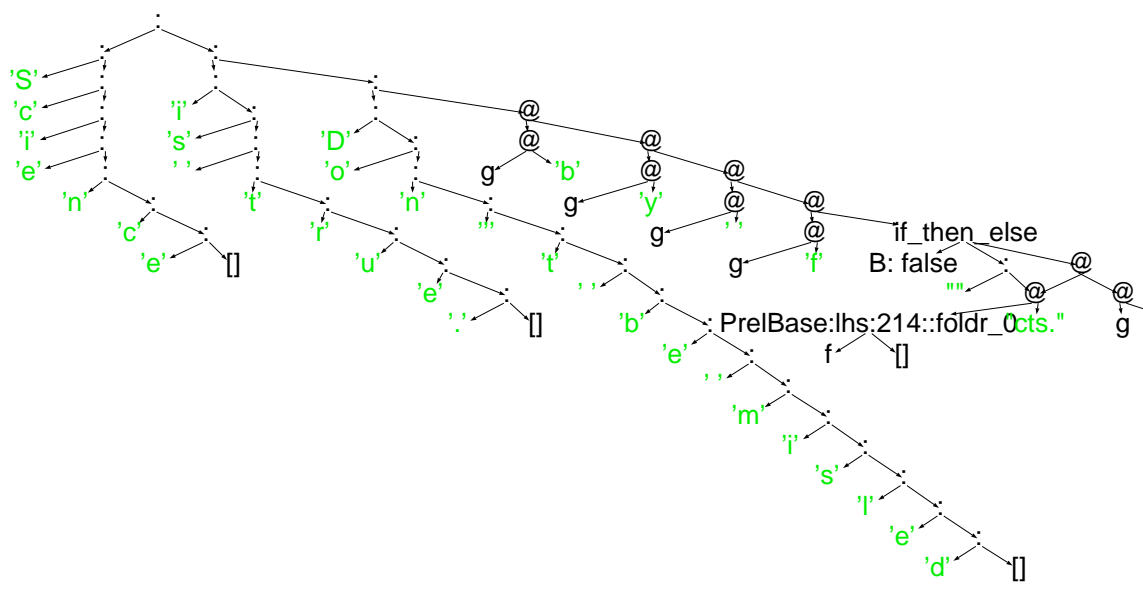 :
: :
'S' : : :
'c' : 'i' : : @
'i' : 's' : 'D' : @ @
'e' : ' ' : 'o' : g 'b' @ @
'n' : 't' : 'n' : g 'y' @ @
'c' : 'r' : ''' : g ' ' @ if_then_else
'e' [] 'u' : 't' : g 'f' B: false : @
'e' : ' ' : "" @ @
'.' [] 'b' : PrelBase:lhs:214::foldr_0 "cts." g
'e' : f []
' ' :
'm' :
'i' :
's' :
'l' :
'e' :
'd' []